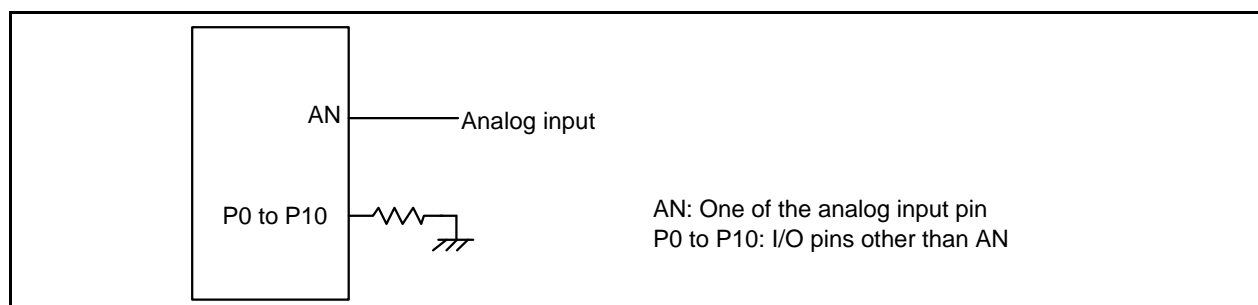 AN
Analog input
P0 to P10
AN: One of the analog input pin
P0 to P10: I/O pins other than AN